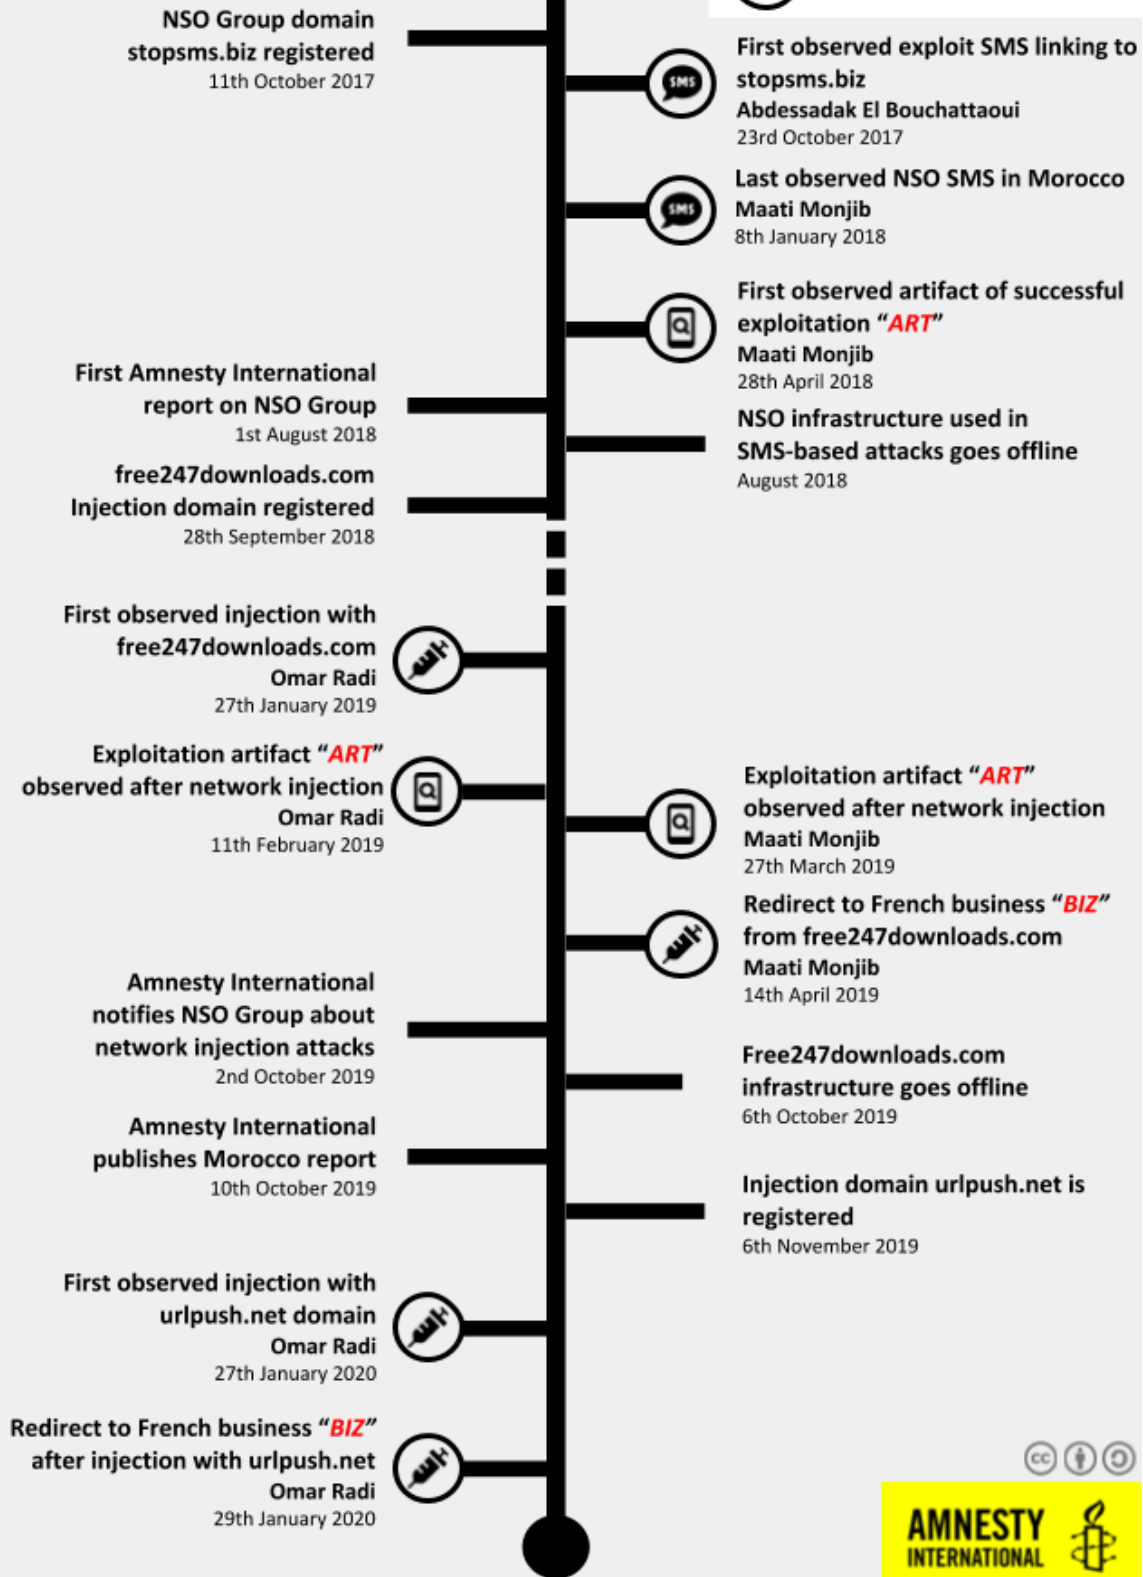 NSO Group domain
stopsms.biz registered
11th October 2017
First observed exploit SMS linking to
stopsms.biz
Abdessadak El Bouchattaoui
23rd October 2017
SMS
Last observed NSO SMS in Morocco
Maati Monjib
8th January 2018
SMS
First observed artifact of successful
exploitation “ART”
Maati Monjib
28th April 2018
First Amnesty International
report on NSO Group
1st August 2018
NSO infrastructure used in
SMS-based attacks goes offline
August 2018
free247downloads.com
Injection domain registered
28th September 2018
First observed injection with
free247downloads.com
Omar Radi
27th January 2019
Exploitation artifact “ART”
observed after network injection
Omar Radi
11th February 2019
Exploitation artifact “ART”
observed after network injection
Maati Monjib
27th March 2019
Redirect to French business “BIZ”
from free247downloads.com
Maati Monjib
14th April 2019
Amnesty International
notifies NSO Group about
network injection attacks
2nd October 2019
Free247downloads.com
infrastructure goes offline
6th October 2019
Amnesty International
publishes Morocco report
10th October 2019
Injection domain urlpush.net is
registered
6th November 2019
First observed injection with
urlpush.net domain
Omar Radi
27th January 2020
Redirect to French business “BIZ”
after injection with urlpush.net
Omar Radi
29th January 2020
cc
AMNESTY
INTERNATIONAL